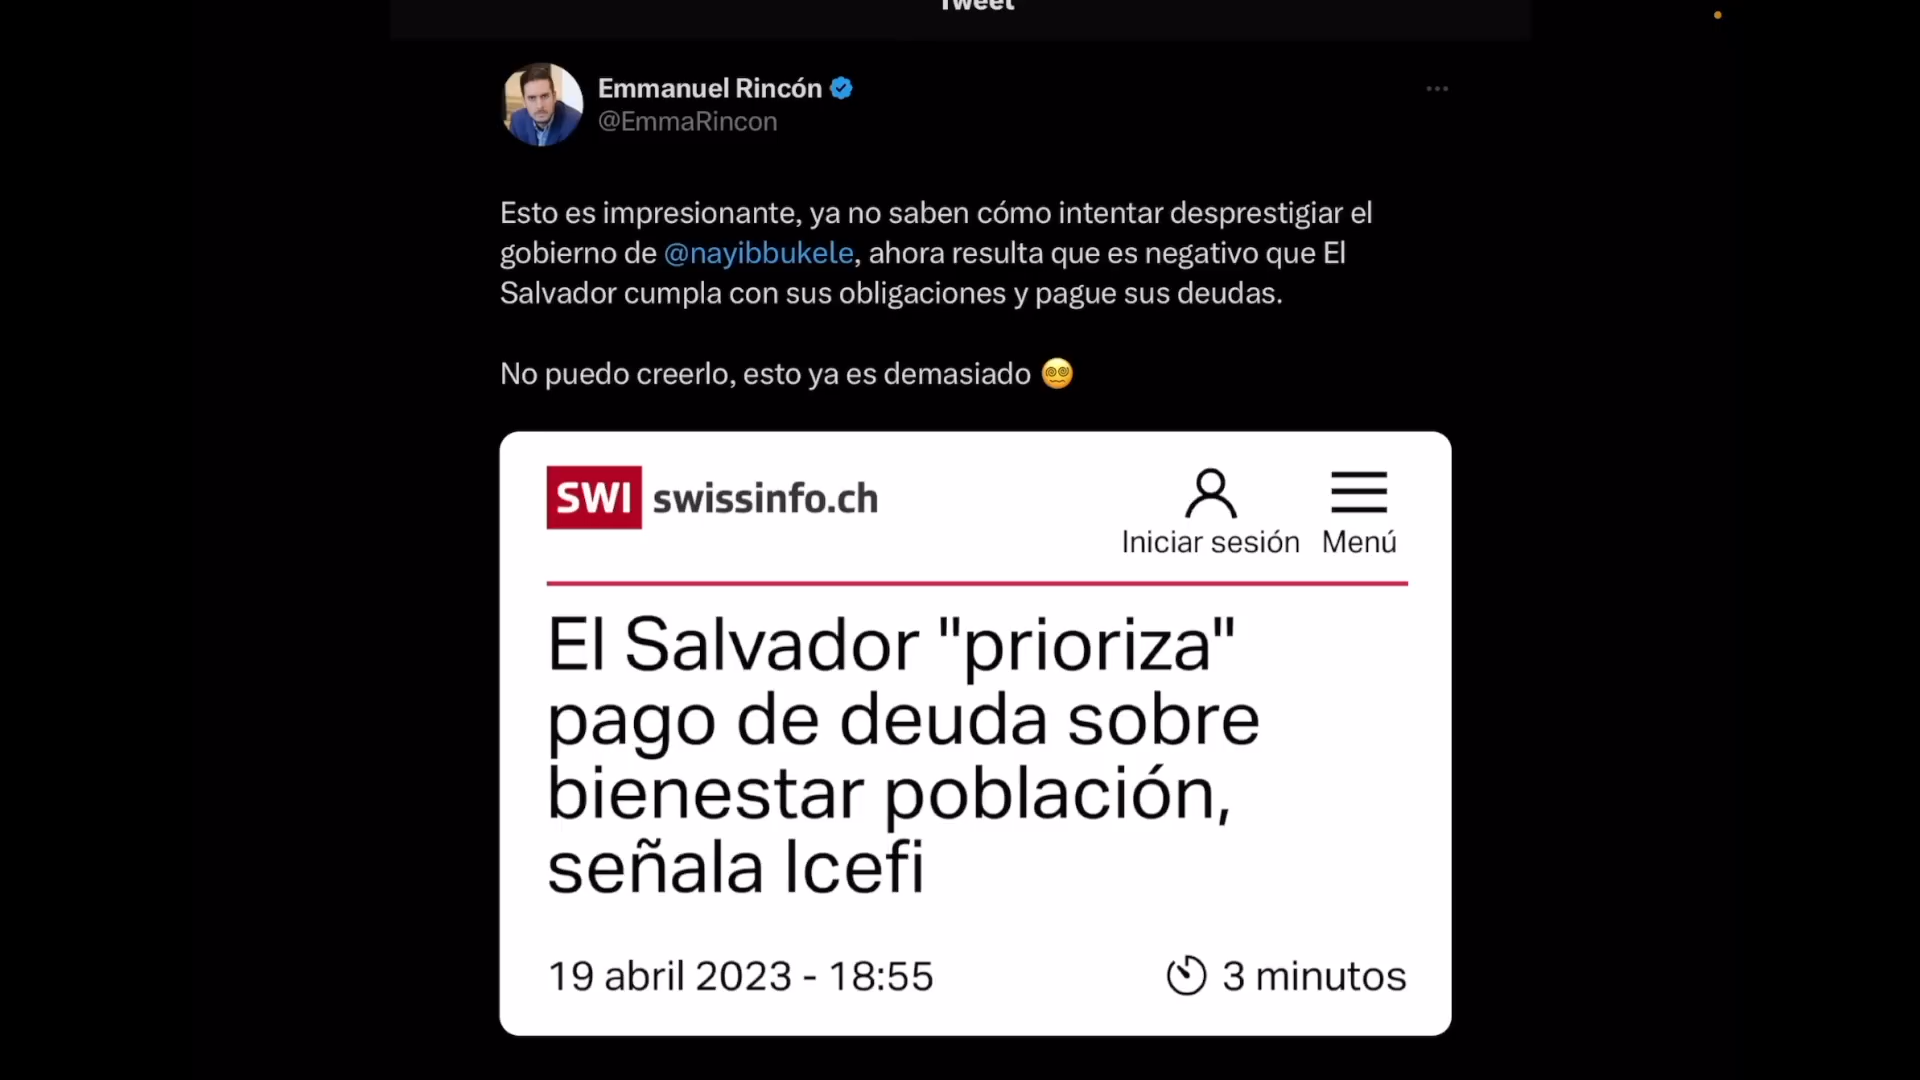 Tweet
Emmanuel Rincón
@EmmaRincon
Esto es impresionante, ya no saben cómo intentar desprestigiar el
gobierno de @nayibbukele, ahora resulta que es negativo que El
Salvador cumpla con sus obligaciones y pague sus deudas.
No puedo creerlo, esto ya es demasiado 😵‍💫
SWI swissinfo.ch
Iniciar sesión Menú
El Salvador "prioriza"
pago de deuda sobre
bienestar población,
señala Icefi
19 abril 2023 - 18:55 3 minutos